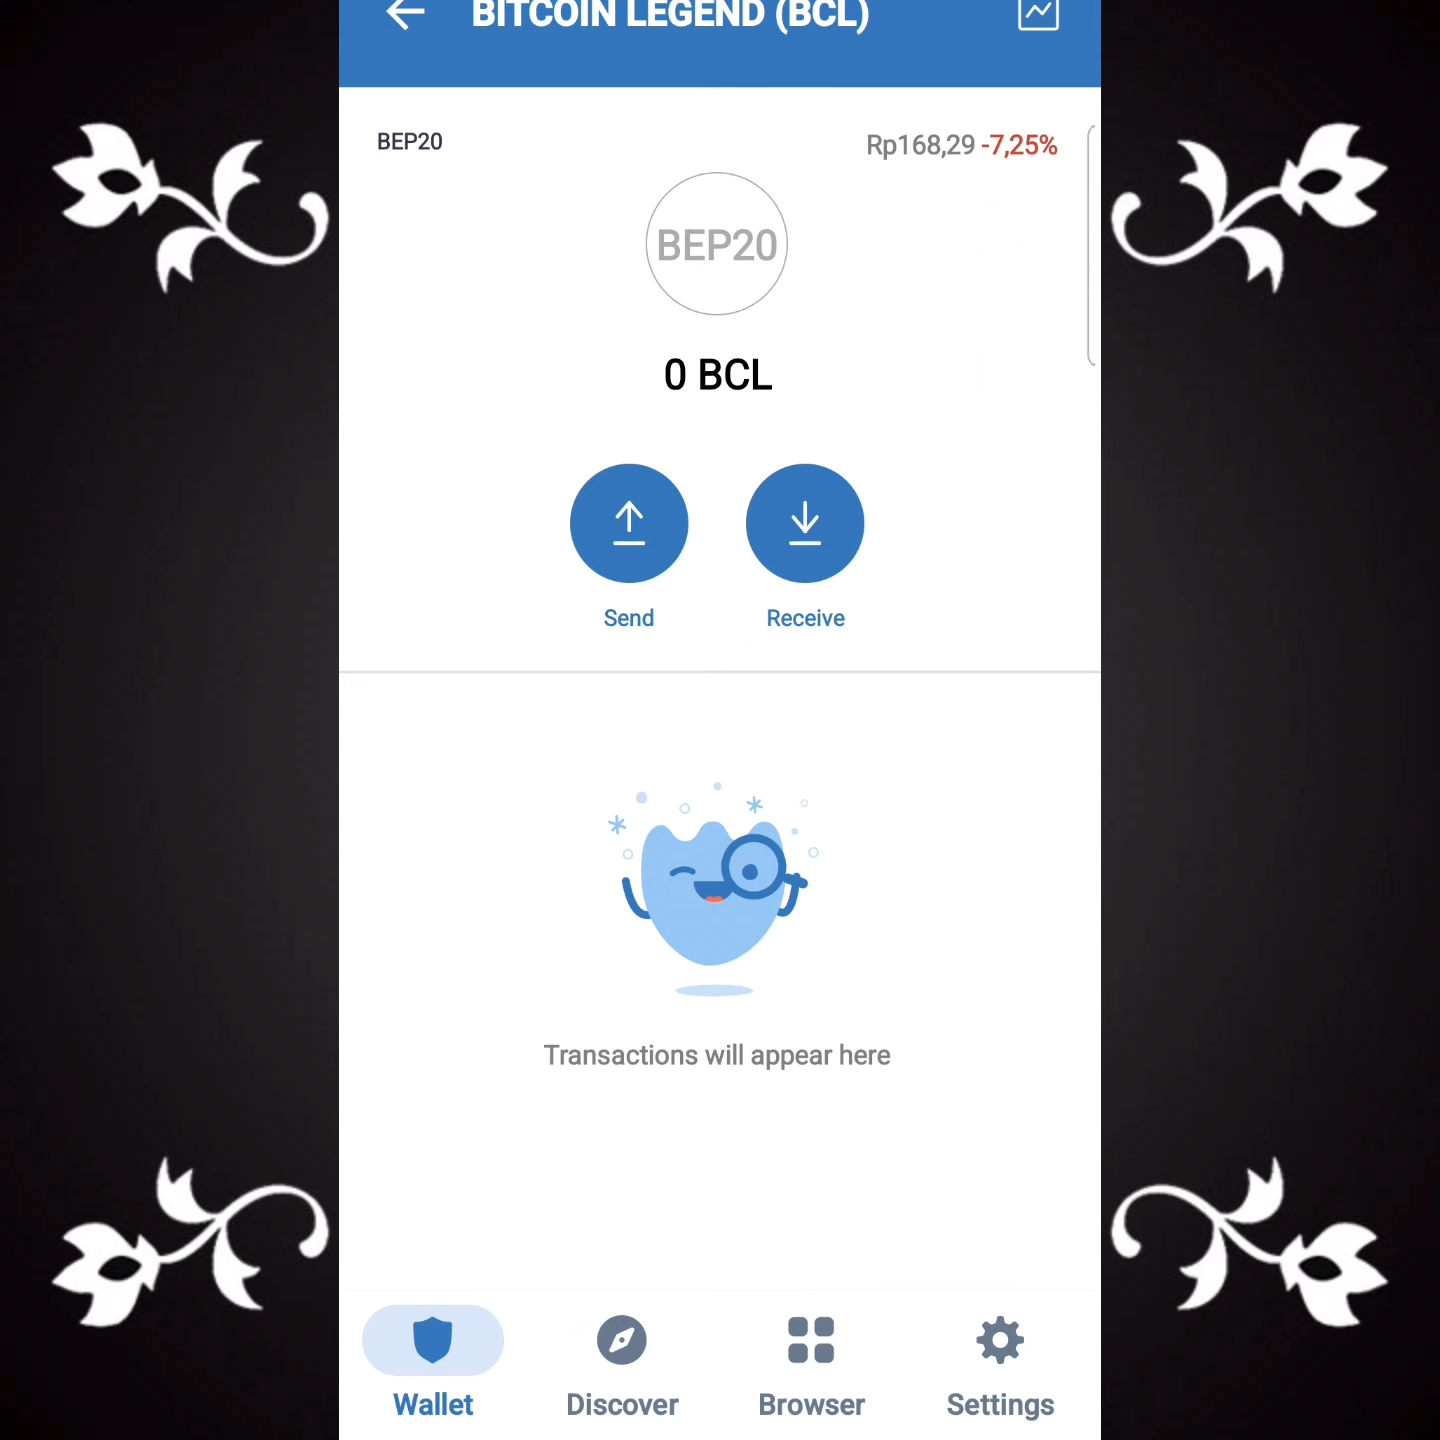 BITCOIN LEGEND (BCL)
BEP20
Rp168,29 -7,25%
BEP20
0 BCL
Send
Receive
Transactions will appear here
Wallet
Discover
Browser
Settings